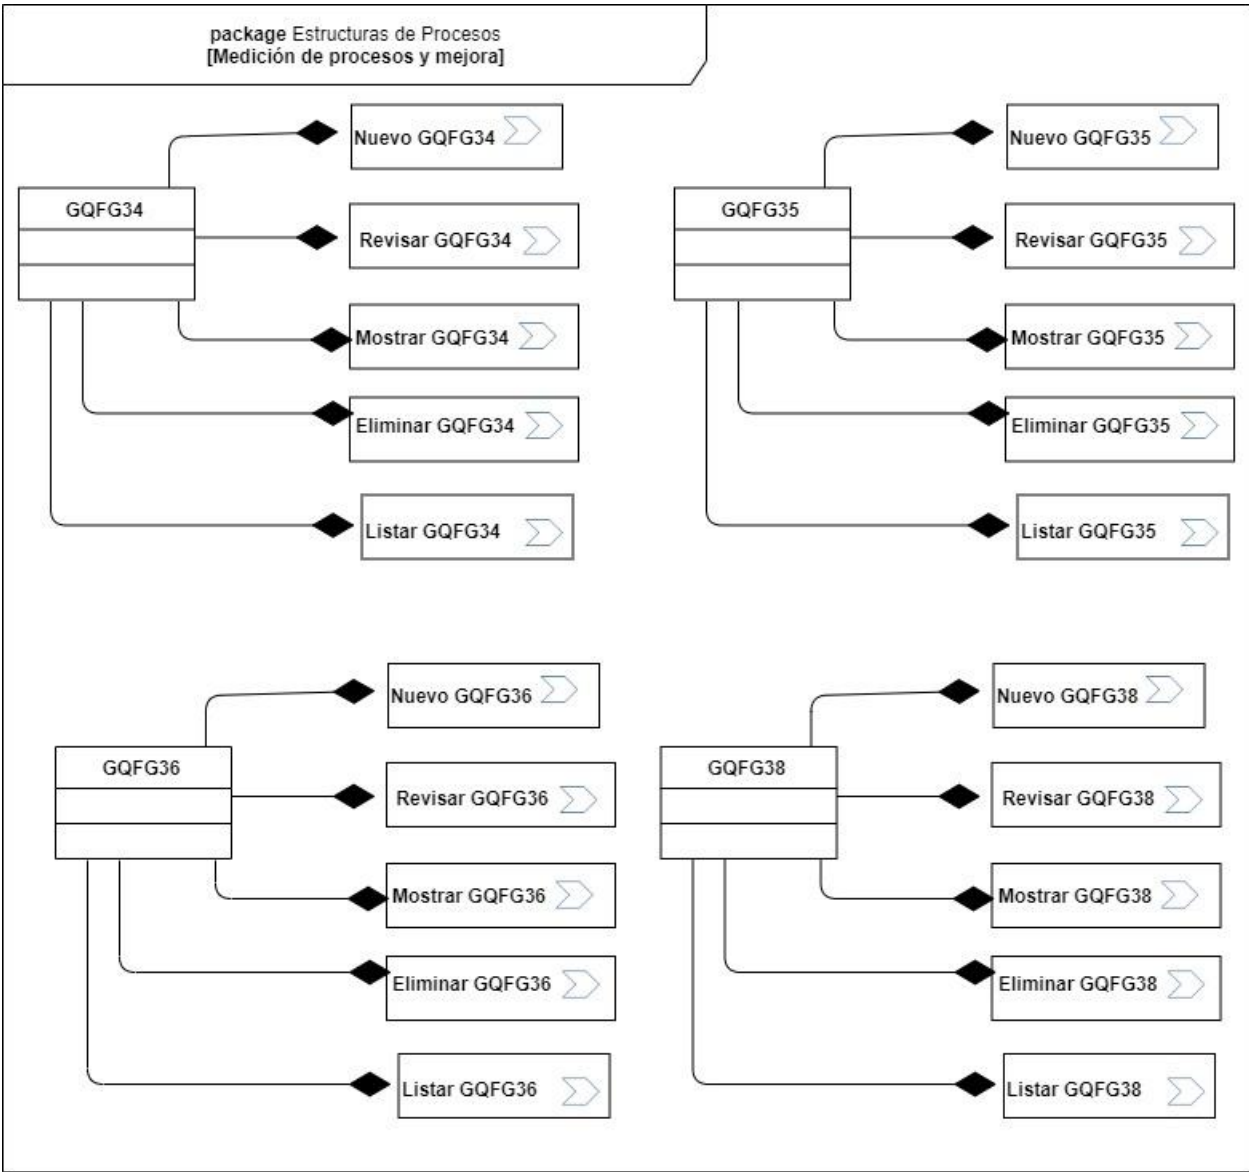 package Estructuras de Procesos
[Medición de procesos y mejora]
Nuevo GQFG34
GQFG34
Revisar GQFG34
Mostrar GQFG34
Eliminar GQFG34
Listar GQFG34
Nuevo GQFG35
GQFG35
Revisar GQFG35
Mostrar GQFG35
Eliminar GQFG35
Listar GQFG35
Nuevo GQFG36
GQFG36
Revisar GQFG36
Mostrar GQFG36
Eliminar GQFG36
Listar GQFG36
Nuevo GQFG38
GQFG38
Revisar GQFG38
Mostrar GQFG38
Eliminar GQFG38
Listar GQFG38